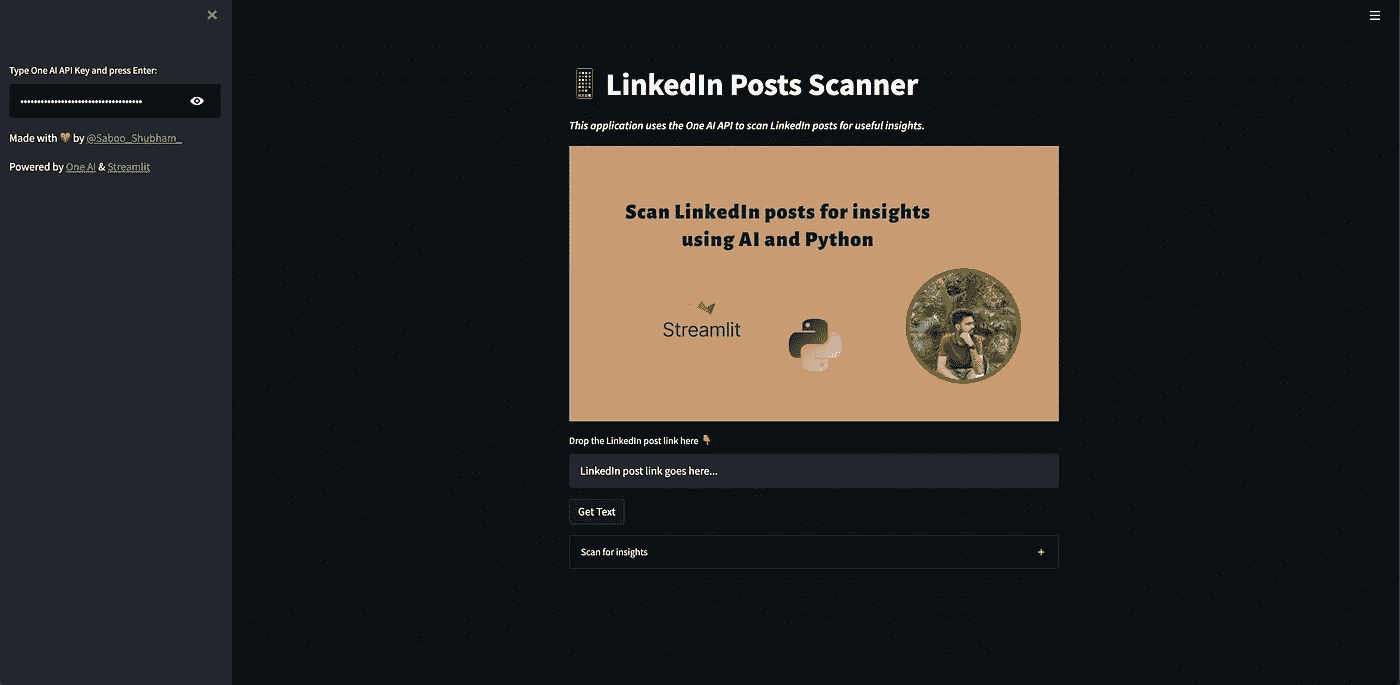 Type One AI API Key and press Enter:
Made with 🤎 by @Saboo_Shubham_
Powered by One AI & Streamlit
📱 LinkedIn Posts Scanner
This application uses the One AI API to scan LinkedIn posts for useful insights.
Scan LinkedIn posts for insights
using AI and Python
Streamlit
Drop the LinkedIn post link here 👇
LinkedIn post link goes here...
Get Text
Scan for insights